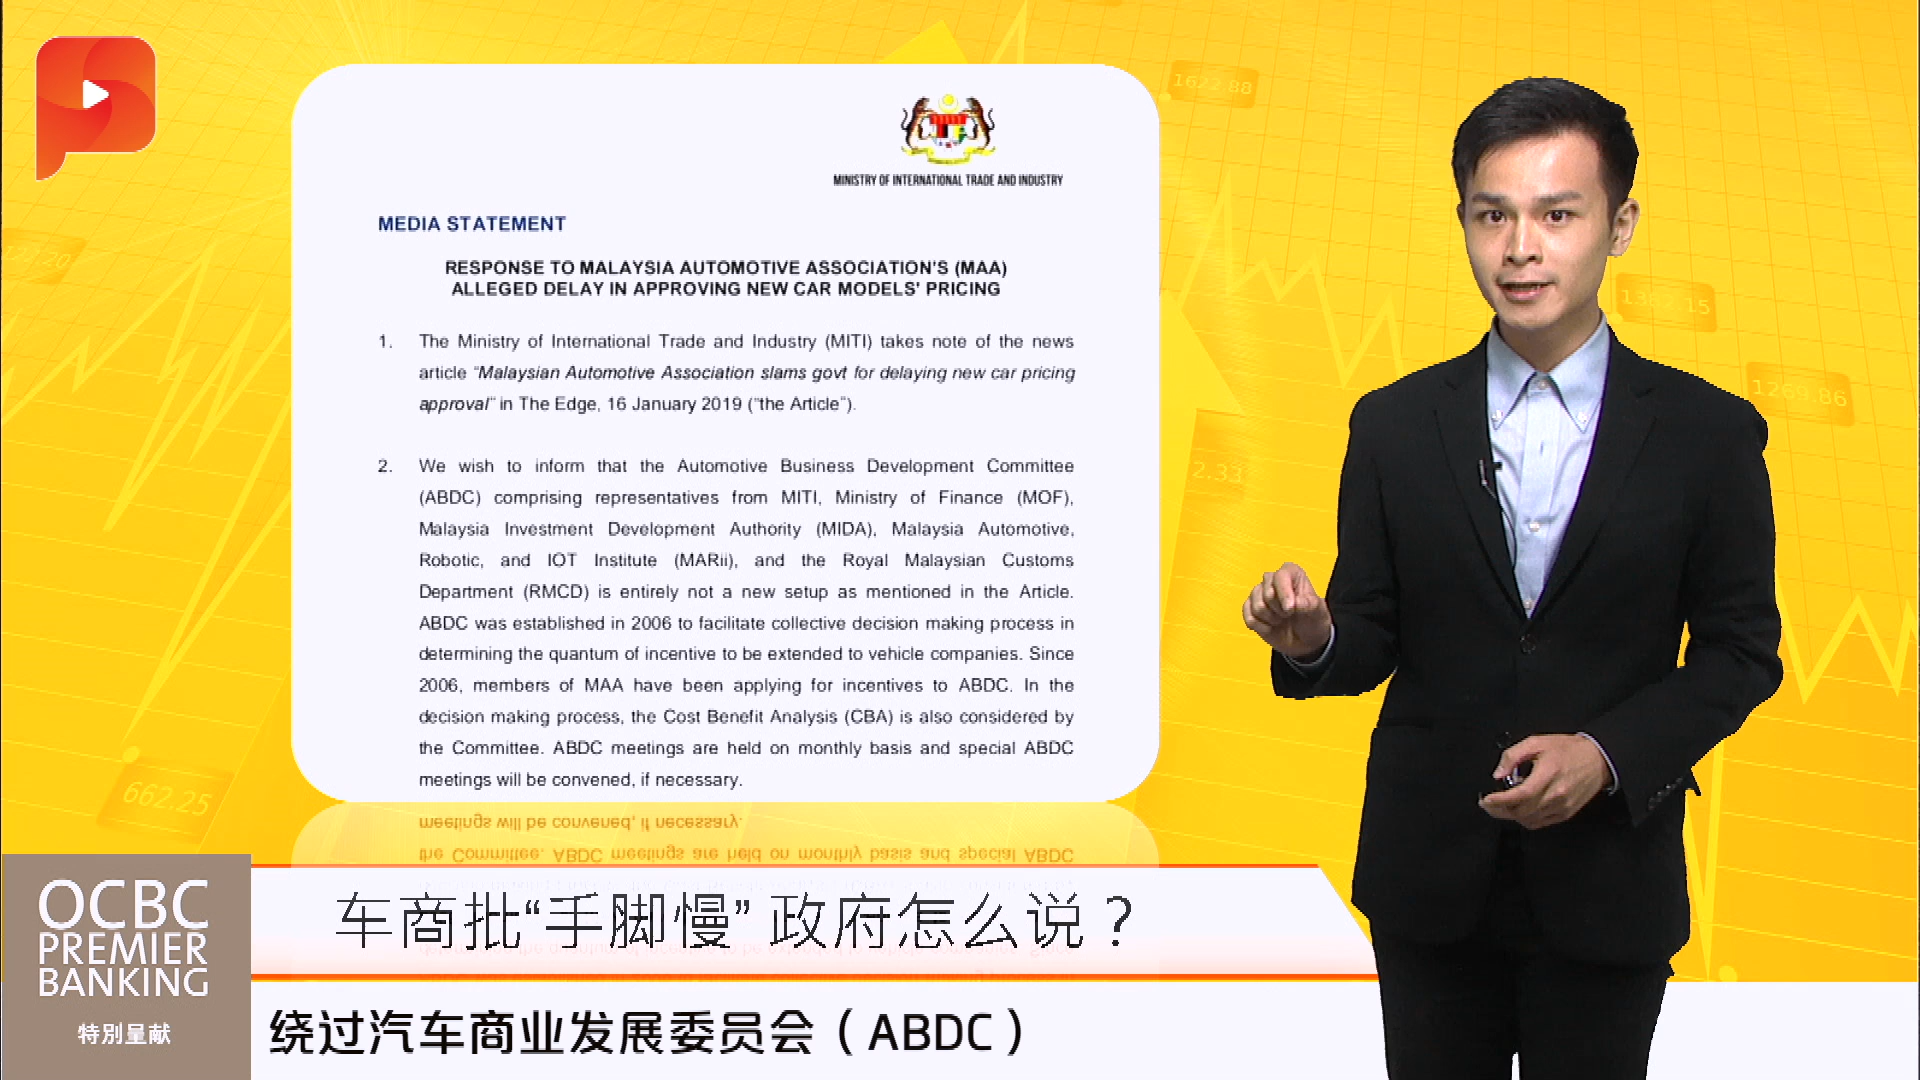 1622.88
MINISTRY OF INTERNATIONAL TRADE AND INDUSTRY
MEDIA STATEMENT
RESPONSE TO MALAYSIA AUTOMOTIVE ASSOCIATION'S (MAA)
ALLEGED DELAY IN APPROVING NEW CAR MODELS' PRICING
1. The Ministry of International Trade and Industry (MITI) takes note of the news
article "Malaysian Automotive Association slams govt for delaying new car pricing
approval" in The Edge, 16 January 2019 ("the Article").
2. We wish to inform that the Automotive Business Development Committee
(ABDC) comprising representatives from MITI, Ministry of Finance (MOF),
Malaysia Investment Development Authority (MIDA), Malaysia Automotive,
Robotic, and IOT Institute (MARii), and the Royal Malaysian Customs
Department (RMCD) is entirely not a new setup as mentioned in the Article.
ABDC was established in 2006 to facilitate collective decision making process in
determining the quantum of incentive to be extended to vehicle companies. Since
2006, members of MAA have been applying for incentives to ABDC. In the
decision making process, the Cost Benefit Analysis (CBA) is also considered by
the Committee. ABDC meetings are held on monthly basis and special ABDC
meetings will be convened, if necessary.
1269.86
2.33
662.25
车商批“手脚慢” 政府怎么说？
OCBC
PREMIER
BANKING
特别呈献
绕过汽车商业发展委员会（ABDC）